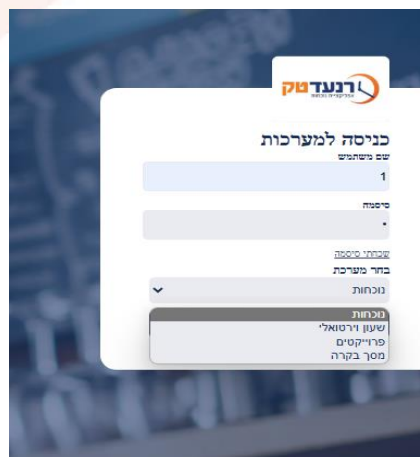 רנעדטק
כניסה למערכות
שם משתמש
1
סיסמה
•
שכחתי סיסמה
בחר מערכת
נוכחות
נוכחות
שעון וירטואלי
פרוייקטים
מסך בקרה